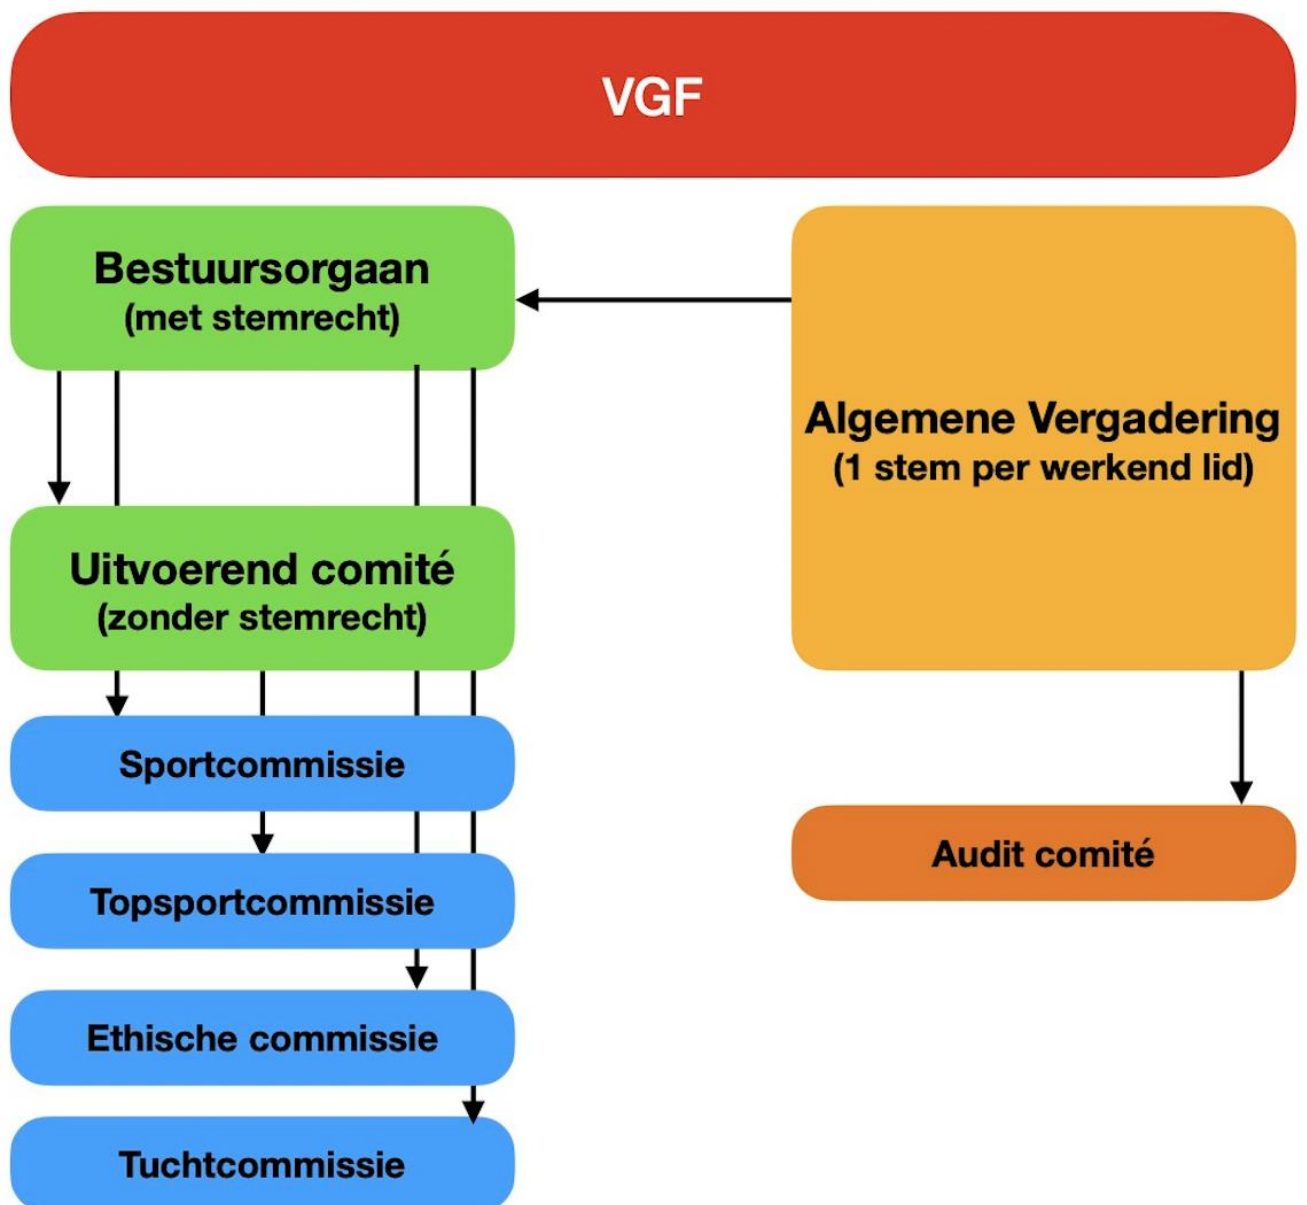 VGF
Bestuursorgaan
(met stemrecht)
Algemene Vergadering
(1 stem per werkend lid)
Uitvoerend comité
(zonder stemrecht)
Sportcommissie
Audit comité
Topsportcommissie
Ethische commissie
Tuchtcommissie